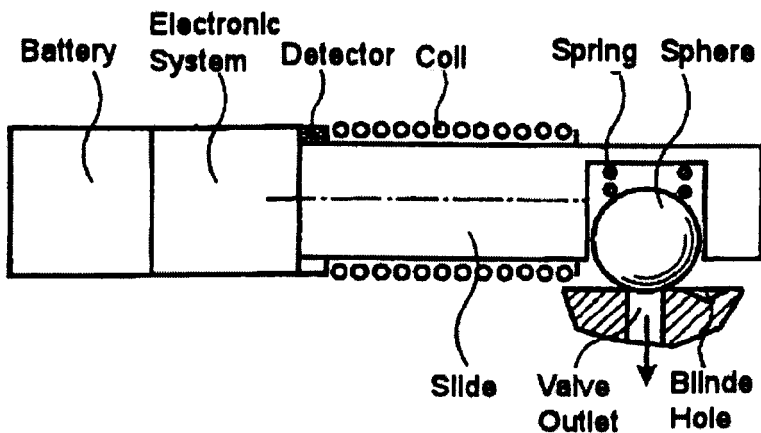 Battery
Electronic
System
Detector
Coil
Spring
Sphere
Slide
Valve
Outlet
Blinde
Hole